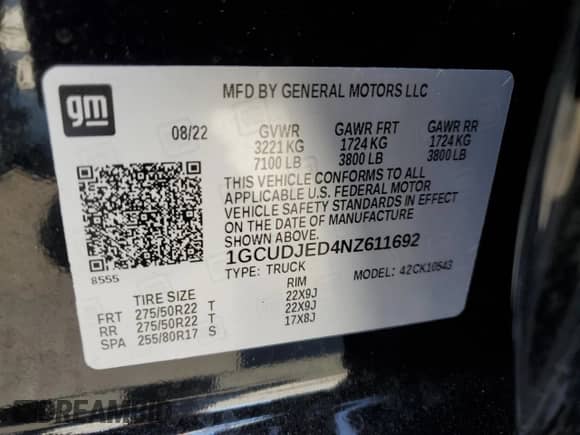 gm
MFD BY GENERAL MOTORS LLC
08/22 GVWR GAWR FRT GAWR RR
3221 KG 1724 KG 1724 KG
7100 LB 3800 LB 3800 LB
THIS VEHICLE CONFORMS TO ALL
APPLICABLE U.S. FEDERAL MOTOR
VEHICLE SAFETY STANDARDS IN EFFECT
ON THE DATE OF MANUFACTURE
SHOWN ABOVE.
1GCUDJED4NZ611692
8555
TYPE: TRUCK MODEL: 42CK10543
TIRE SIZE RIM
FRT 275/50R22 T 22X9J
RR 275/50R22 T 22X9J
SPA 255/80R17 S 17X8J
DREAMBID